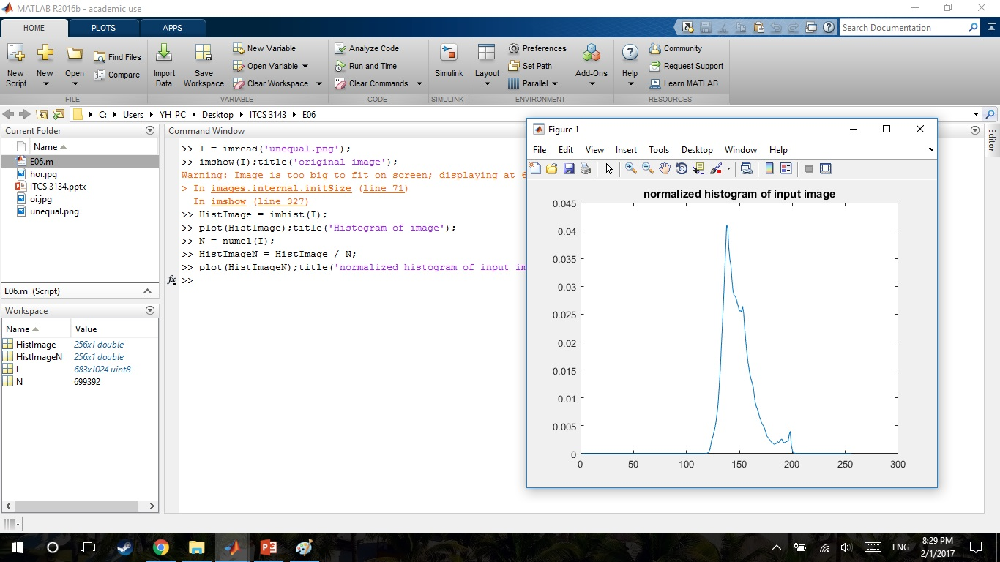 MATLAB R2016b - academic use
HOME PLOTS APPS
Search Documentation
New Script
New
Open
Find Files
Compare
FILE
Import Data
Save Workspace
New Variable
Open Variable
Clear Workspace
VARIABLE
Analyze Code
Run and Time
Clear Commands
CODE
Simulink
SIMULINK
Layout
Preferences
Set Path
Parallel
Add-Ons
ENVIRONMENT
Help
Community
Request Support
Learn MATLAB
RESOURCES
C: Users YH_PC Desktop ITCS 3143 E06
Current Folder
Name
E06.m
hoi.jpg
ITCS 3134.pptx
oi.jpg
unequal.png
E06.m (Script)
Workspace
Name Value
HistImage 256x1 double
HistImageN 256x1 double
I 683x1024 uint8
N 699392
Command Window
>> I = imread('unequal.png');
>> imshow(I);title('original image');
Warning: Image is too big to fit on screen; displaying at 6
> In images.internal.initSize (line 71)
In imshow (line 327)
>> HistImage = imhist(I);
>> plot(HistImage);title('Histogram of image');
>> N = numel(I);
>> HistImageN = HistImage / N;
>> plot(HistImageN);title('normalized histogram of input im
fx >>
Editor
Figure 1
File Edit View Insert Tools Desktop Window Help
normalized histogram of input image
0.045
0.04
0.035
0.03
0.025
0.02
0.015
0.01
0.005
0
0 50 100 150 200 250 300
ENG
8:29 PM
2/1/2017